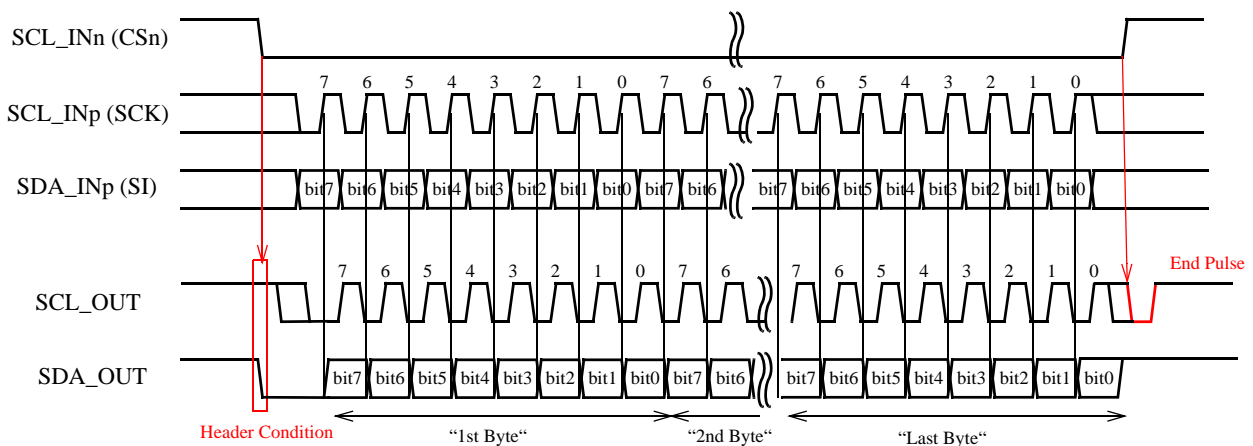 SCL_INn (CSn)
7 6 5 4 3 2 1 0 7 6 7 6 5 4 3 2 1 0
SCL_INp (SCK)
SDA_INp (SI)
bit7 bit6 bit5 bit4 bit3 bit2 bit1 bit0 bit7 bit6 bit7 bit6 bit5 bit4 bit3 bit2 bit1 bit0
7 6 5 4 3 2 1 0 7 6 7 6 5 4 3 2 1 0
End Pulse
SCL_OUT
SDA_OUT
bit7 bit6 bit5 bit4 bit3 bit2 bit1 bit0 bit7 bit6 bit7 bit6 bit5 bit4 bit3 bit2 bit1 bit0
Header Condition
“1st Byte“ “2nd Byte“ “Last Byte“